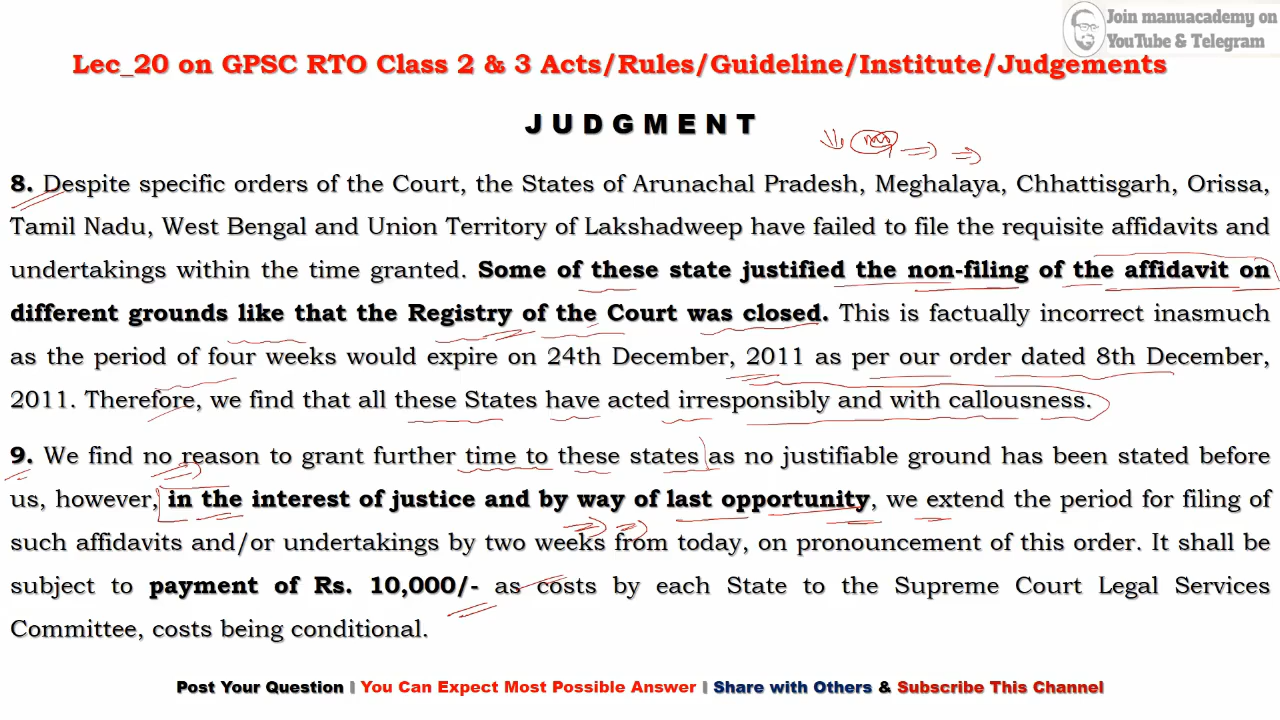 Join manuacademy on
YouTube & Telegram
Lec_20 on GPSC RTO Class 2 & 3 Acts/Rules/Guideline/Institute/Judgements
JUDGMENT
8. Despite specific orders of the Court, the States of Arunachal Pradesh, Meghalaya, Chhattisgarh, Orissa,
Tamil Nadu, West Bengal and Union Territory of Lakshadweep have failed to file the requisite affidavits and
undertakings within the time granted. Some of these state justified the non-filing of the affidavit on
different grounds like that the Registry of the Court was closed. This is factually incorrect inasmuch
as the period of four weeks would expire on 24th December, 2011 as per our order dated 8th December,
2011. Therefore, we find that all these States have acted irresponsibly and with callousness.
9. We find no reason to grant further time to these states as no justifiable ground has been stated before
us, however, in the interest of justice and by way of last opportunity, we extend the period for filing of
such affidavits and/or undertakings by two weeks from today, on pronouncement of this order. It shall be
subject to payment of Rs. 10,000/- as costs by each State to the Supreme Court Legal Services
Committee, costs being conditional.
Post Your Question | You Can Expect Most Possible Answer | Share with Others & Subscribe This Channel